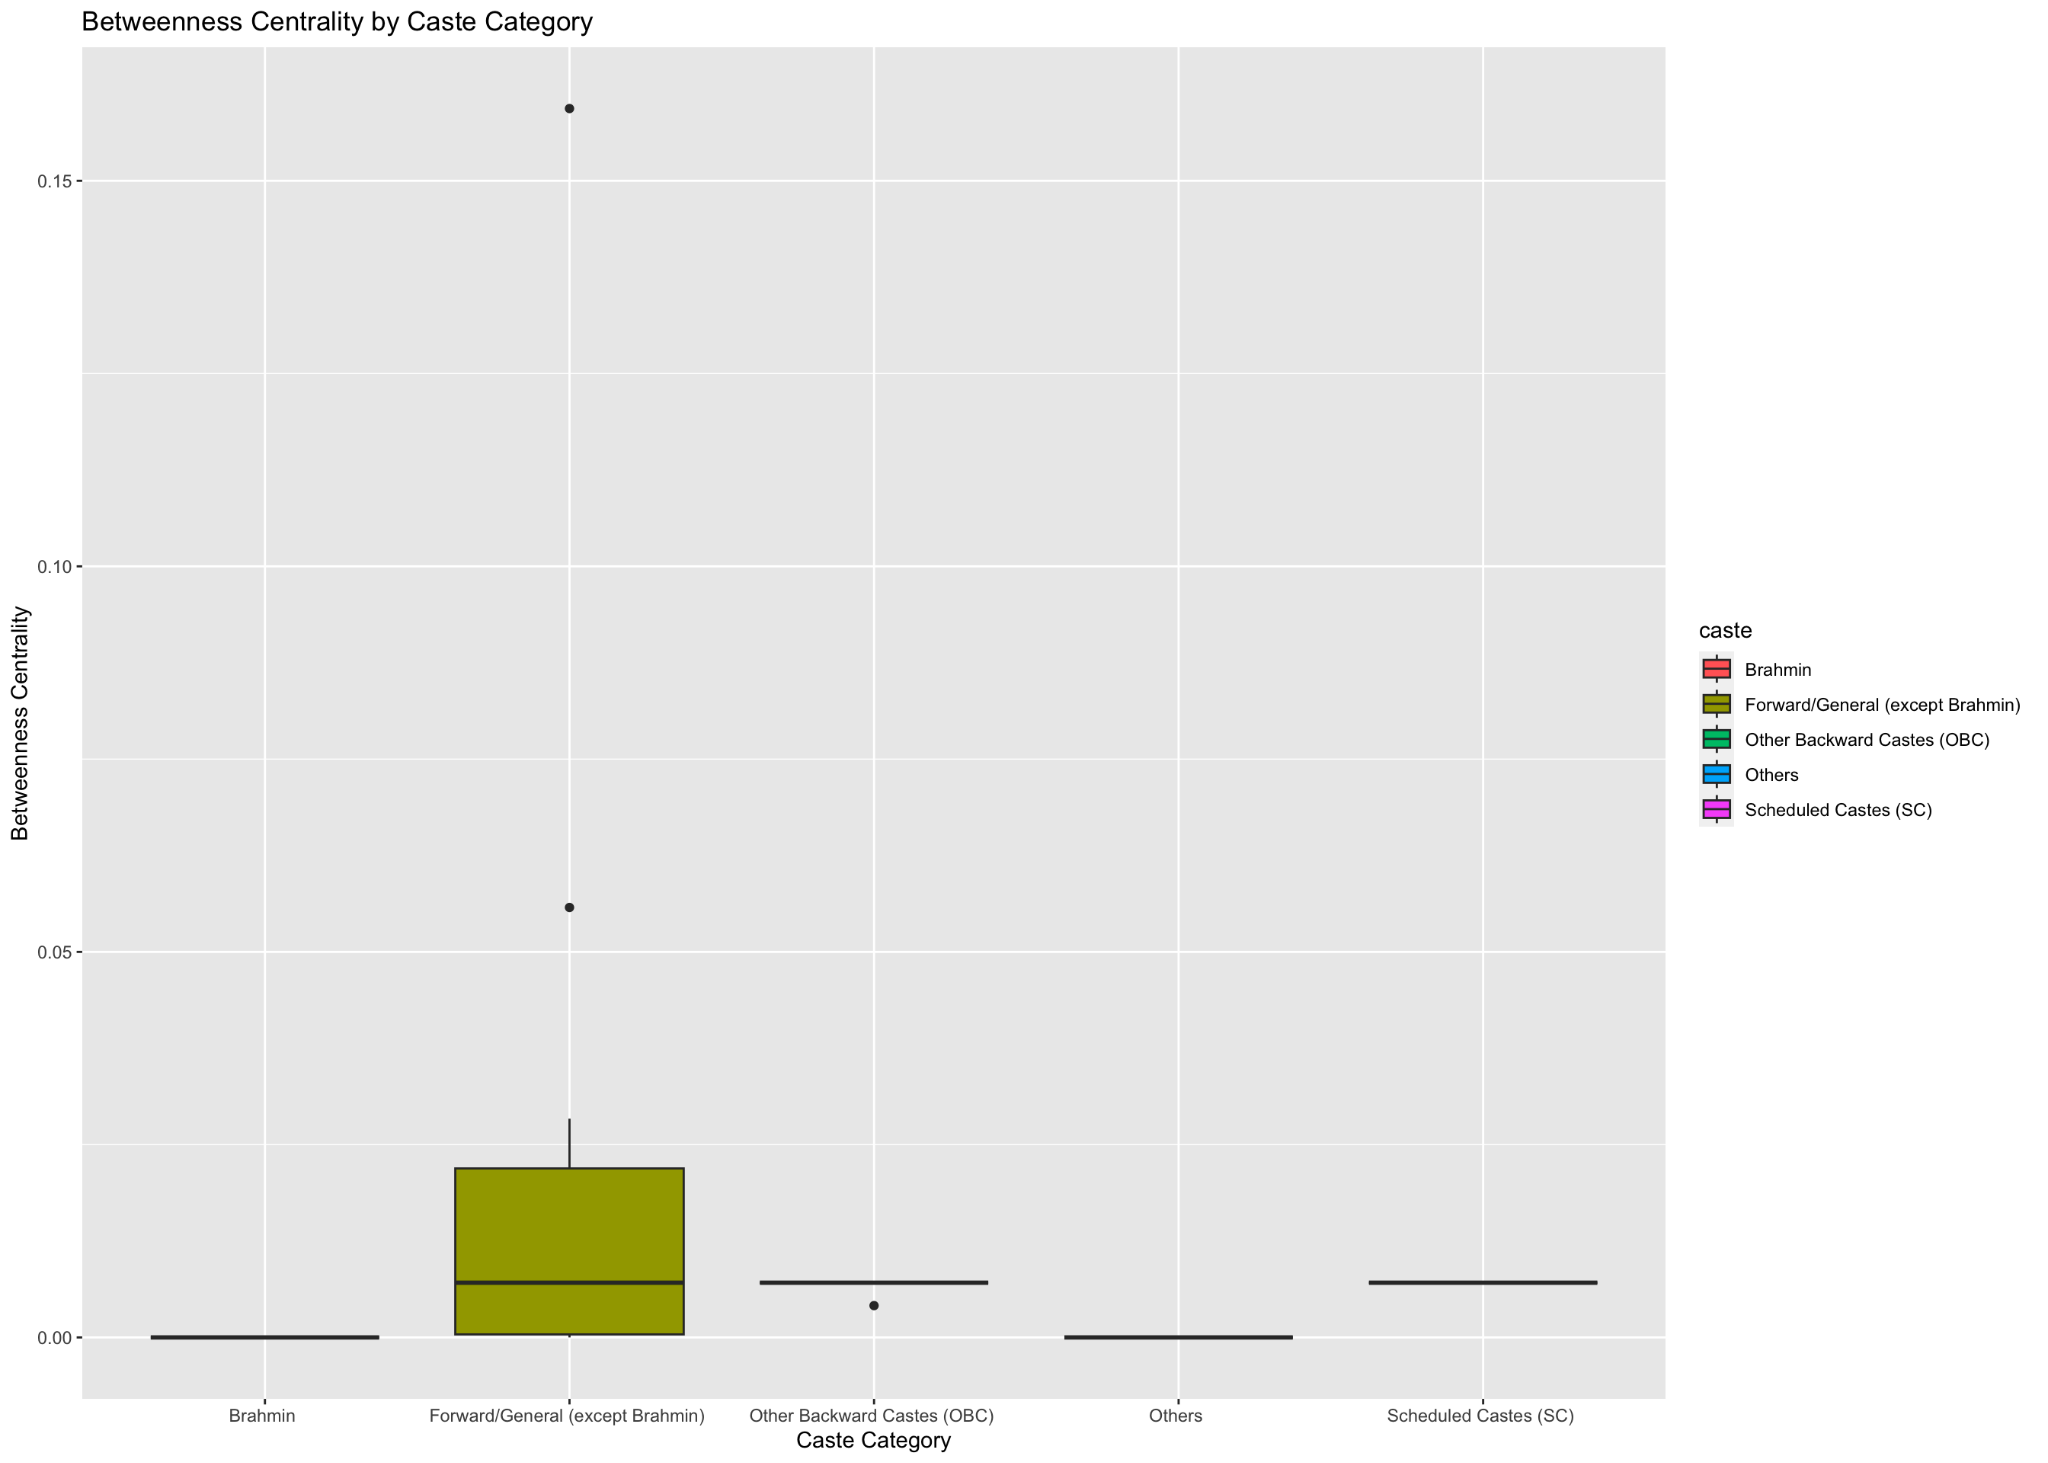 Betweenness Centrality by Caste Category
Betweenness Centrality
0.15
0.10
0.05
0.00
Brahmin
Forward/General (except Brahmin)
Other Backward Castes (OBC)
Others
Scheduled Castes (SC)
Caste Category
caste
Brahmin
Forward/General (except Brahmin)
Other Backward Castes (OBC)
Others
Scheduled Castes (SC)